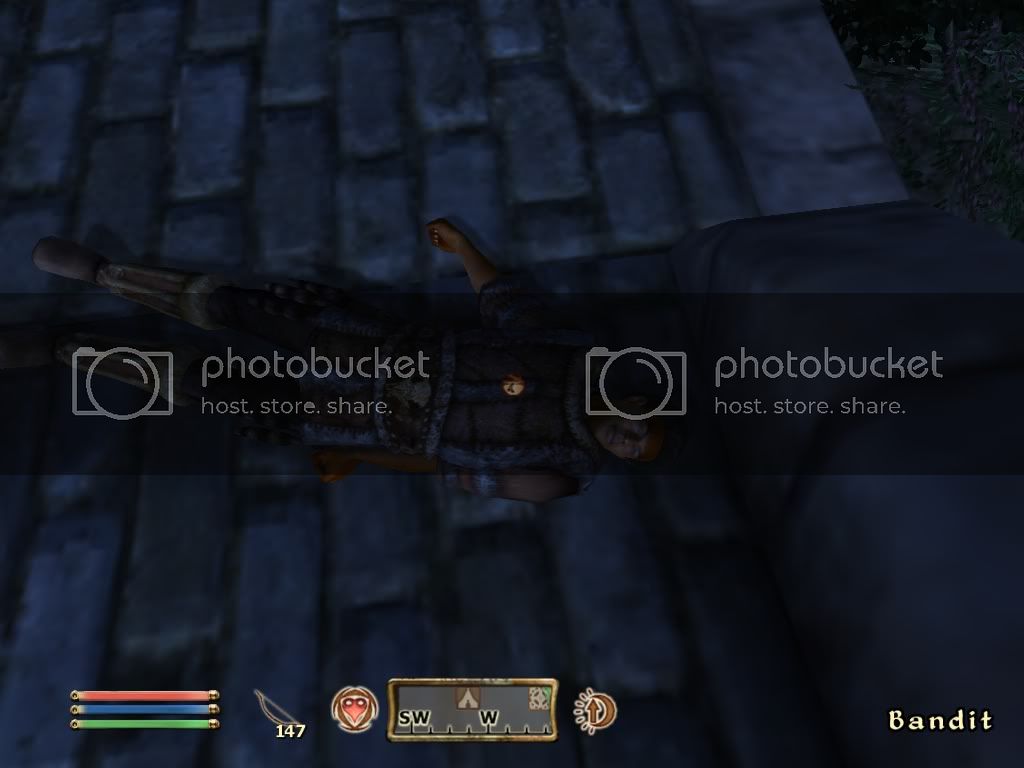 photobucket
host. store. share.
photobucket
host. store. share.
147
SW W
Bandit